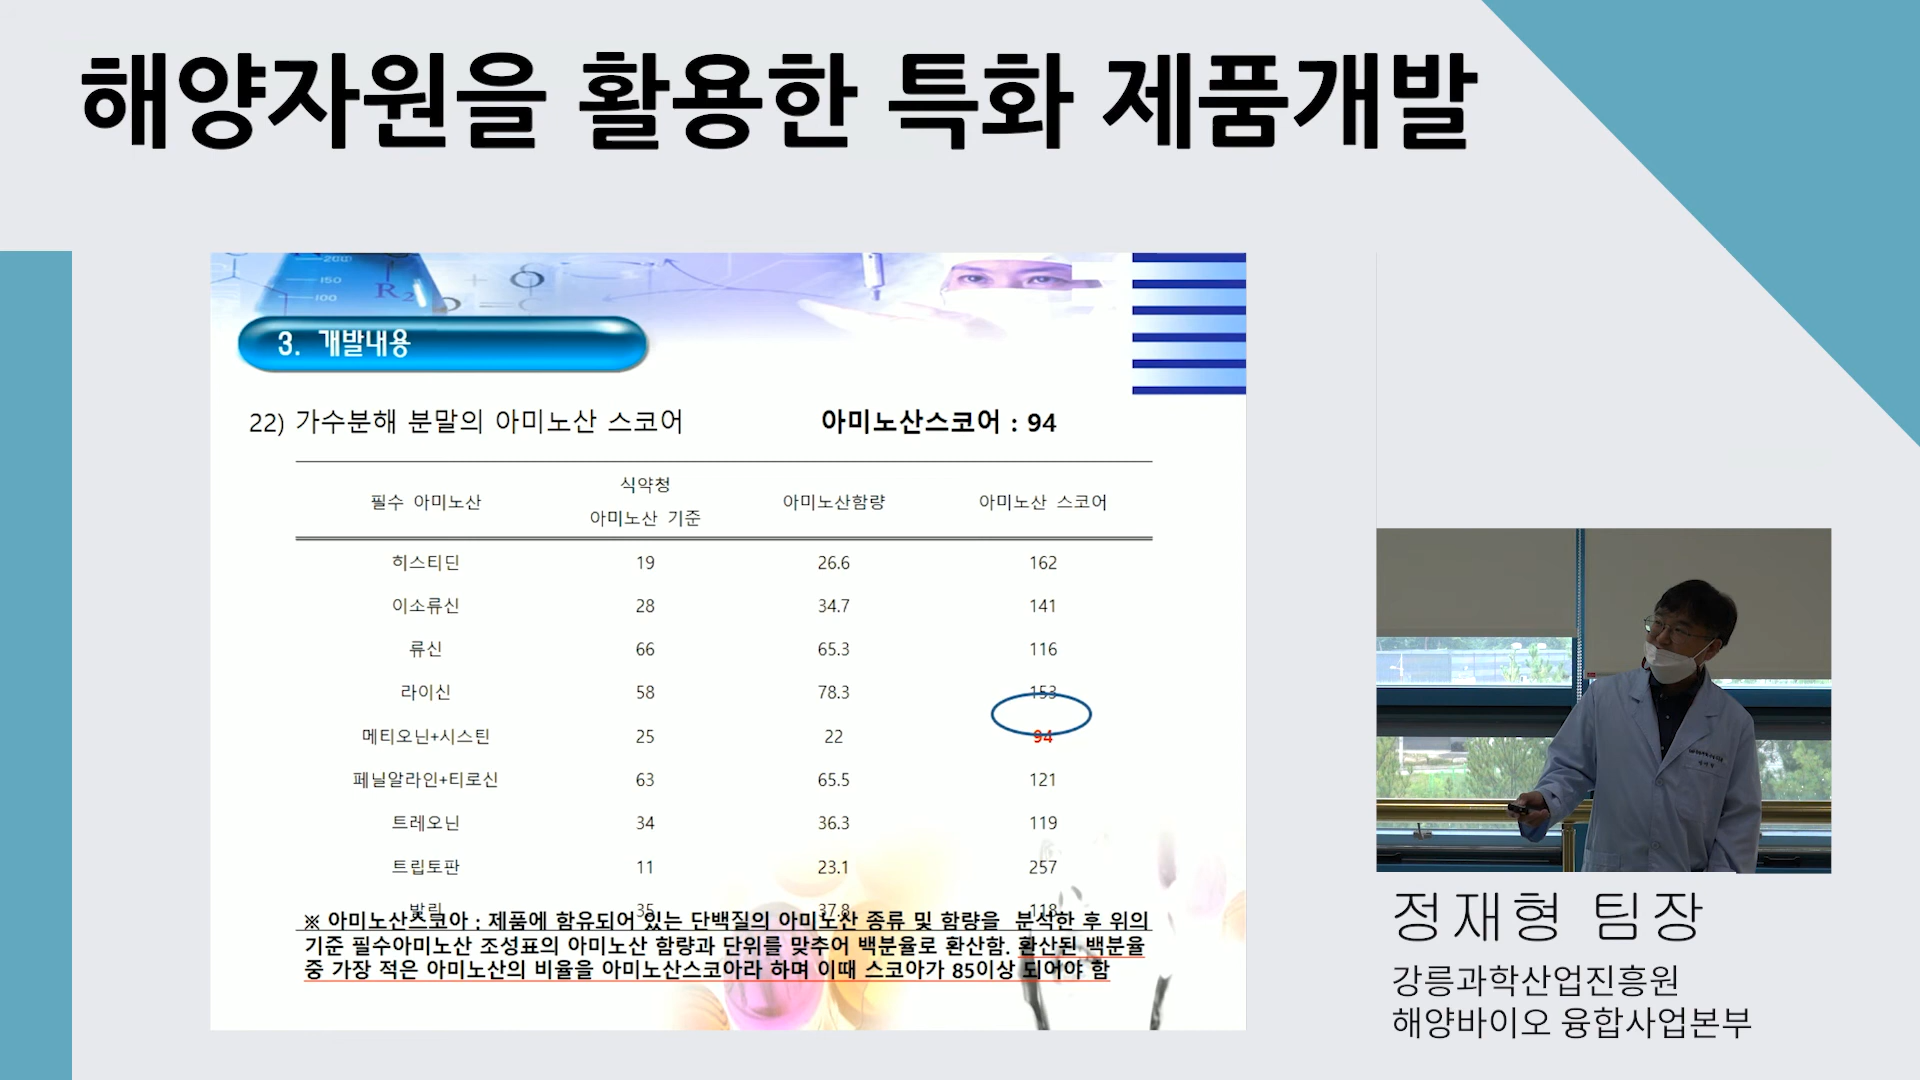 해양자원을 활용한 특화 제품개발
200
150
100
R2
3. 개발내용
22) 가수분해 분말의 아미노산 스코어
아미노산스코어 : 94
필수 아미노산 식약청 아미노산 기준 아미노산함량 아미노산 스코어
히스티딘 19 26.6 162
이소류신 28 34.7 141
류신 66 65.3 116
라이신 58 78.3 153
메티오닌+시스틴 25 22 94
페닐알라인+티로신 63 65.5 121
트레오닌 34 36.3 119
트립토판 11 23.1 257
발린 35 37.8 118
※ 아미노산스코아 : 제품에 함유되어 있는 단백질의 아미노산 종류 및 함량을 분석한 후 위의
기준 필수아미노산 조성표의 아미노산 함량과 단위를 맞추어 백분율로 환산함. 환산된 백분율
중 가장 적은 아미노산의 비율을 아미노산스코아라 하며 이때 스코아가 85이상 되어야 함
정재형 팀장
강릉과학산업진흥원
해양바이오 융합사업본부